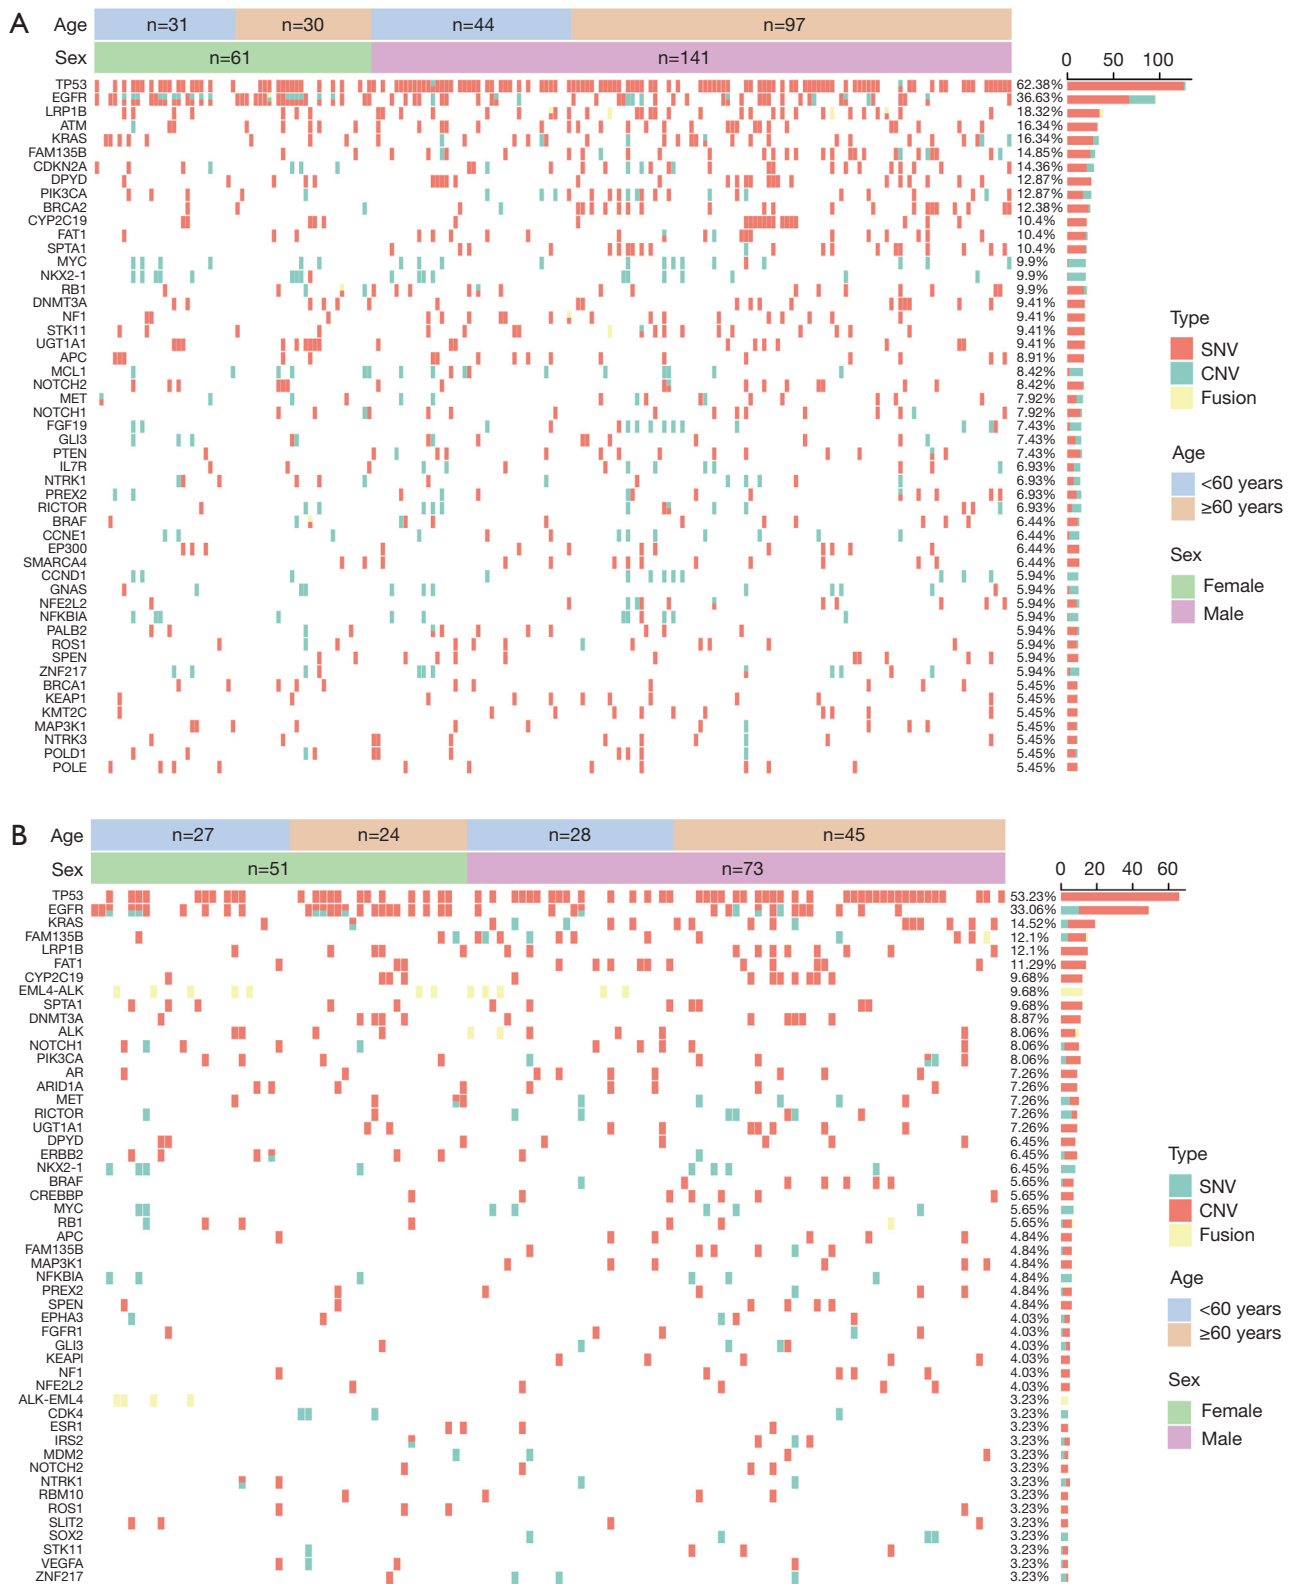 A
Age n=31 n=30 n=44 n=97
Sex n=61 n=141
0 50 100
TP53 62.38%
EGFR 36.63%
LRP1B 18.32%
ATM 16.34%
KRAS 16.34%
FAM135B 14.85%
CDKN2A 14.36%
DPYD 12.87%
PIK3CA 12.87%
BRCA2 12.38%
CYP2C19 10.4%
FAT1 10.4%
SPTA1 10.4%
MYC 9.9%
NKX2-1 9.9%
RB1 9.9%
DNMT3A 9.41%
NF1 9.41%
STK11 9.41%
UGT1A1 9.41%
APC 8.91%
MCL1 8.42%
NOTCH2 8.42%
MET 7.92%
NOTCH1 7.92%
FGF19 7.43%
GLI3 7.43%
PTEN 7.43%
IL7R 6.93%
NTRK1 6.93%
PREX2 6.93%
RICTOR 6.93%
BRAF 6.44%
CCNE1 6.44%
EP300 6.44%
SMARCA4 6.44%
CCND1 5.94%
GNAS 5.94%
NFE2L2 5.94%
NFKBIA 5.94%
PALB2 5.94%
ROS1 5.94%
SPEN 5.94%
ZNF217 5.94%
BRCA1 5.45%
KEAP1 5.45%
KMT2C 5.45%
MAP3K1 5.45%
NTRK3 5.45%
POLD1 5.45%
POLE 5.45%
Type
SNV
CNV
Fusion
Age
<60 years
≥60 years
Sex
Female
Male
B
Age n=27 n=24 n=28 n=45
Sex n=51 n=73
0 20 40 60
TP53 53.23%
EGFR 33.06%
KRAS 14.52%
FAM135B 12.1%
LRP1B 12.1%
FAT1 11.29%
CYP2C19 9.68%
EML4-ALK 9.68%
SPTA1 9.68%
DNMT3A 8.87%
ALK 8.06%
NOTCH1 8.06%
PIK3CA 8.06%
AR 7.26%
ARID1A 7.26%
MET 7.26%
RICTOR 7.26%
UGT1A1 7.26%
DPYD 6.45%
ERBB2 6.45%
NKX2-1 6.45%
BRAF 5.65%
CREBBP 5.65%
MYC 5.65%
RB1 5.65%
APC 4.84%
FAM135B 4.84%
MAP3K1 4.84%
NFKBIA 4.84%
PREX2 4.84%
SPEN 4.84%
EPHA3 4.03%
FGFR1 4.03%
GLI3 4.03%
KEAPI 4.03%
NF1 4.03%
NFE2L2 4.03%
ALK-EML4 3.23%
CDK4 3.23%
ESR1 3.23%
IRS2 3.23%
MDM2 3.23%
NOTCH2 3.23%
NTRK1 3.23%
RBM10 3.23%
ROS1 3.23%
SLIT2 3.23%
SOX2 3.23%
STK11 3.23%
VEGFA 3.23%
ZNF217 3.23%
Type
SNV
CNV
Fusion
Age
<60 years
≥60 years
Sex
Female
Male